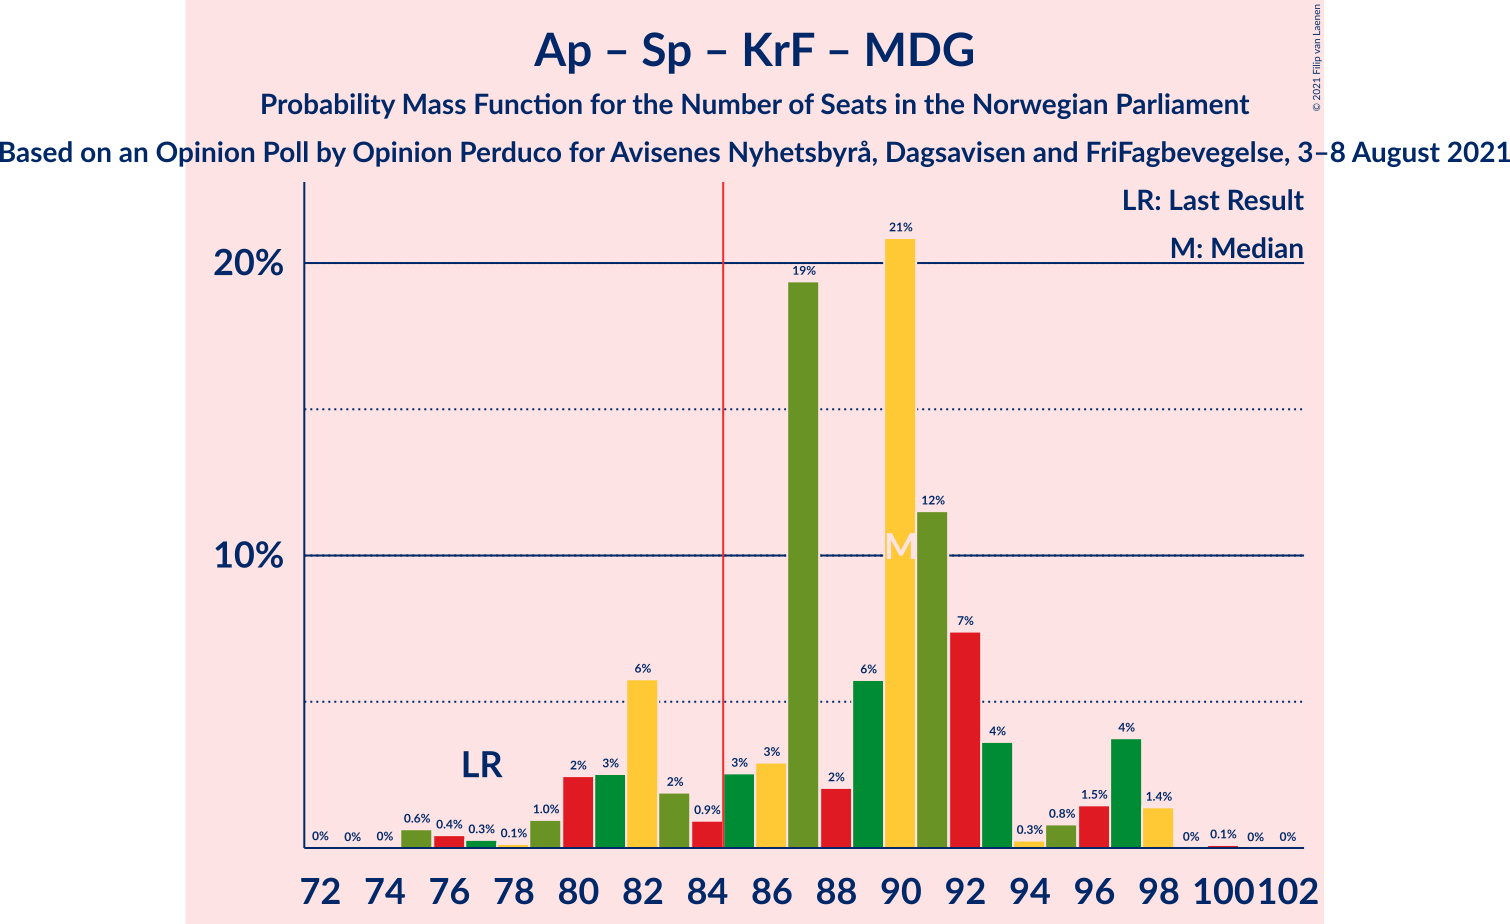 Ap – Sp – KrF – MDG
Probability Mass Function for the Number of Seats in the Norwegian Parliament
Based on an Opinion Poll by Opinion Perduco for Avisenes Nyhetsbyrå, Dagsavisen and FriFagbevegelse, 3–8 August 2021
© 2021 Filip van Laenen
LR: Last Result
M: Median
20%
10%
LR
M
0% 0% 0% 0.6% 0.4% 0.3% 0.1% 1.0% 2% 3% 6% 2% 0.9% 3% 3% 19% 2% 6% 21% 12% 7% 4% 0.3% 0.8% 1.5% 4% 1.4% 0% 0.1% 0% 0%
72 74 76 78 80 82 84 86 88 90 92 94 96 98 100 102